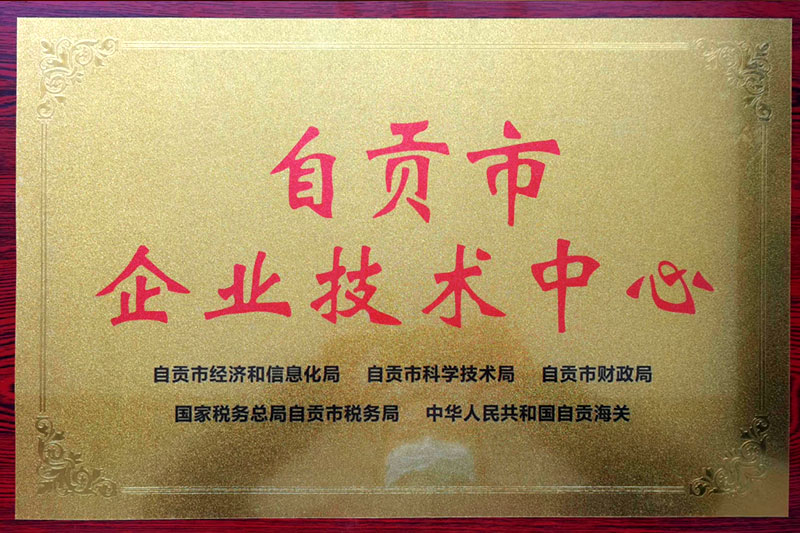 自贡市
企业技术中心
自贡市经济和信息化局 自贡市科学技术局 自贡市财政局
国家税务总局自贡市税务局 中华人民共和国自贡海关